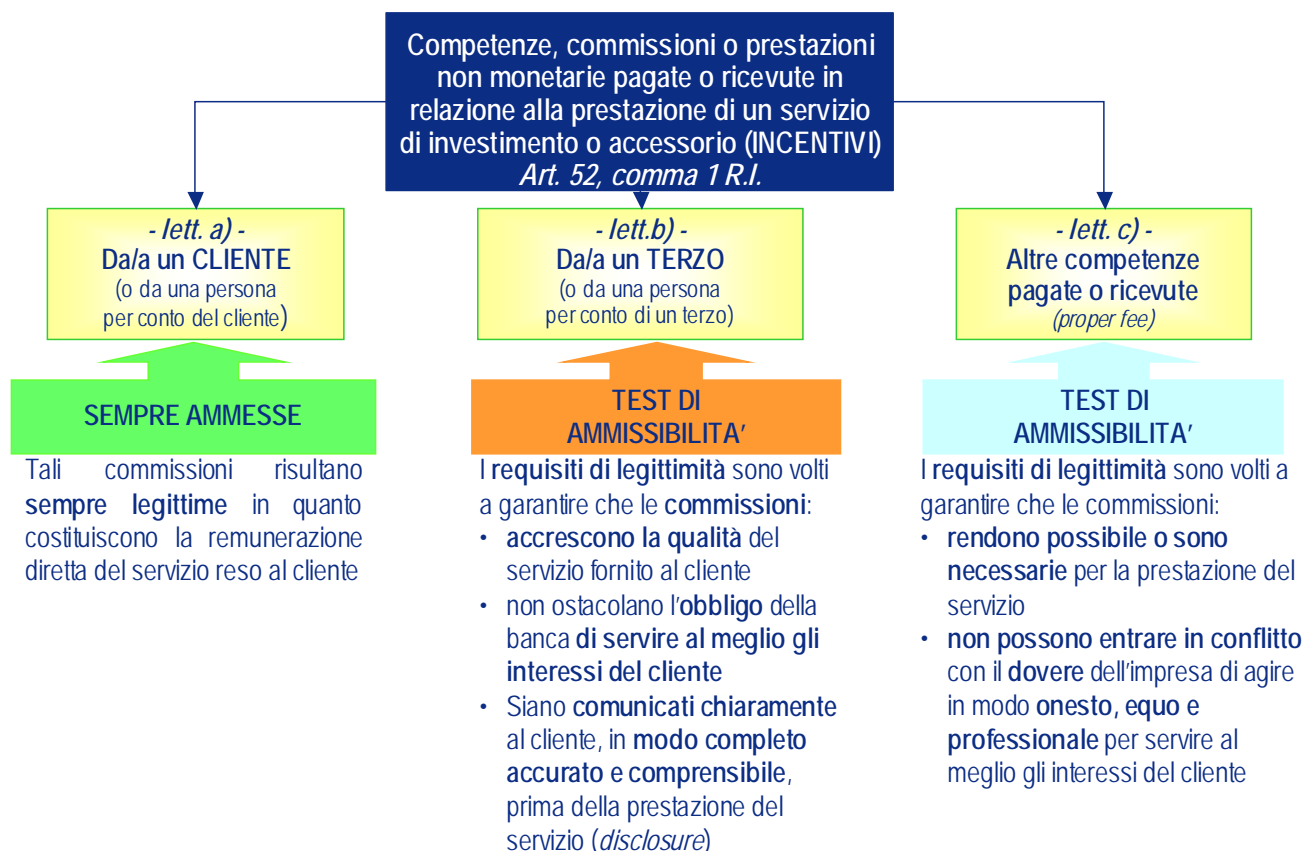 Competenze, commissioni o prestazioni
non monetarie pagate o ricevute in
relazione alla prestazione di un servizio
di investimento o accessorio (INCENTIVI)
Art. 52, comma 1 R.I.
- lett. a) -
Da/a un CLIENTE
(o da una persona
per conto del cliente)
SEMPRE AMMESSE
Tali commissioni risultano
sempre legittime in quanto
costituiscono la remunerazione
diretta del servizio reso al cliente
- lett.b) -
Da/a un TERZO
(o da una persona
per conto di un terzo)
TEST DI
AMMISSIBILITA'
I requisiti di legittimità sono volti
a garantire che le commissioni:
• accrescono la qualità del
servizio fornito al cliente
• non ostacolano l'obbligo della
banca di servire al meglio gli
interessi del cliente
• Siano comunicati chiaramente
al cliente, in modo completo
accurato e comprensibile,
prima della prestazione del
servizio (disclosure)
- lett. c) -
Altre competenze
pagate o ricevute
(proper fee)
TEST DI
AMMISSIBILITA'
I requisiti di legittimità sono volti a
garantire che le commissioni:
• rendono possibile o sono
necessarie per la prestazione del
servizio
• non possono entrare in conflitto
con il dovere dell'impresa di agire
in modo onesto, equo e
professionale per servire al
meglio gli interessi del cliente